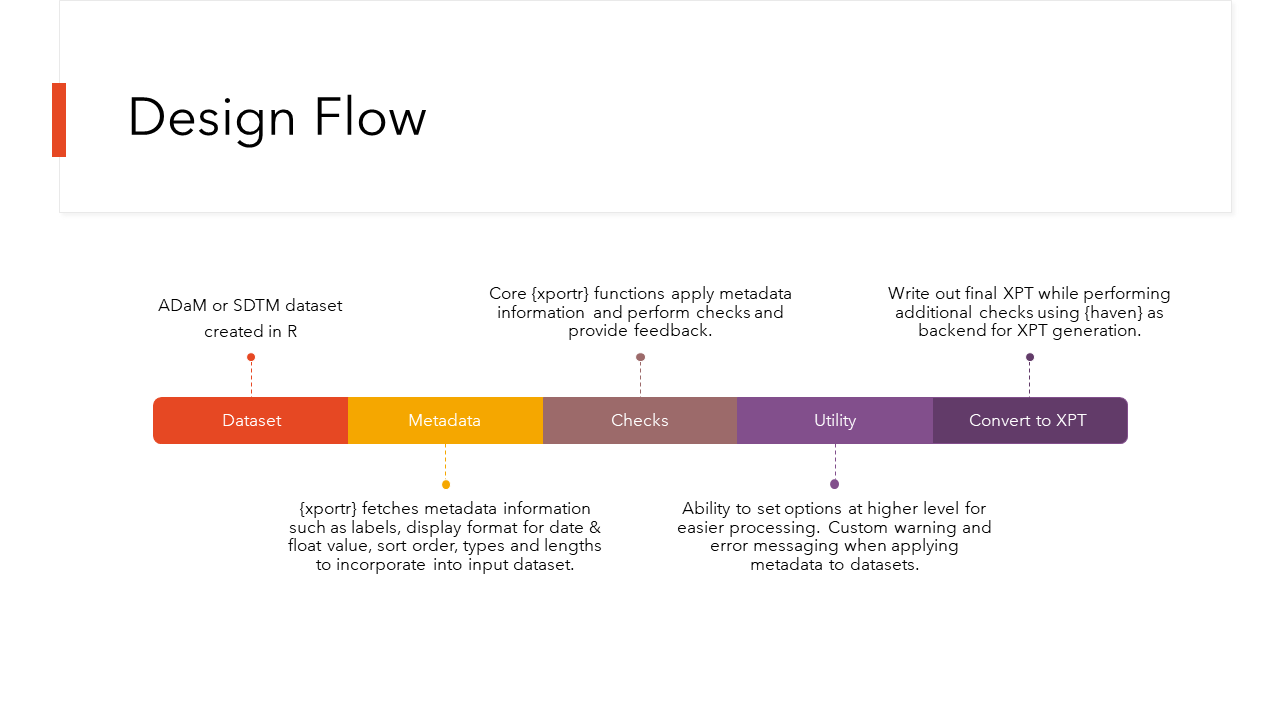 Design Flow
ADaM or SDTM dataset
created in R
Core {xportr} functions apply metadata
information and perform checks and
provide feedback.
Write out final XPT while performing
additional checks using {haven} as
backend for XPT generation.
Dataset
Metadata
Checks
Utility
Convert to XPT
{xportr} fetches metadata information
such as labels, display format for date &
float value, sort order, types and lengths
to incorporate into input dataset.
Ability to set options at higher level for
easier processing. Custom warning and
error messaging when applying
metadata to datasets.